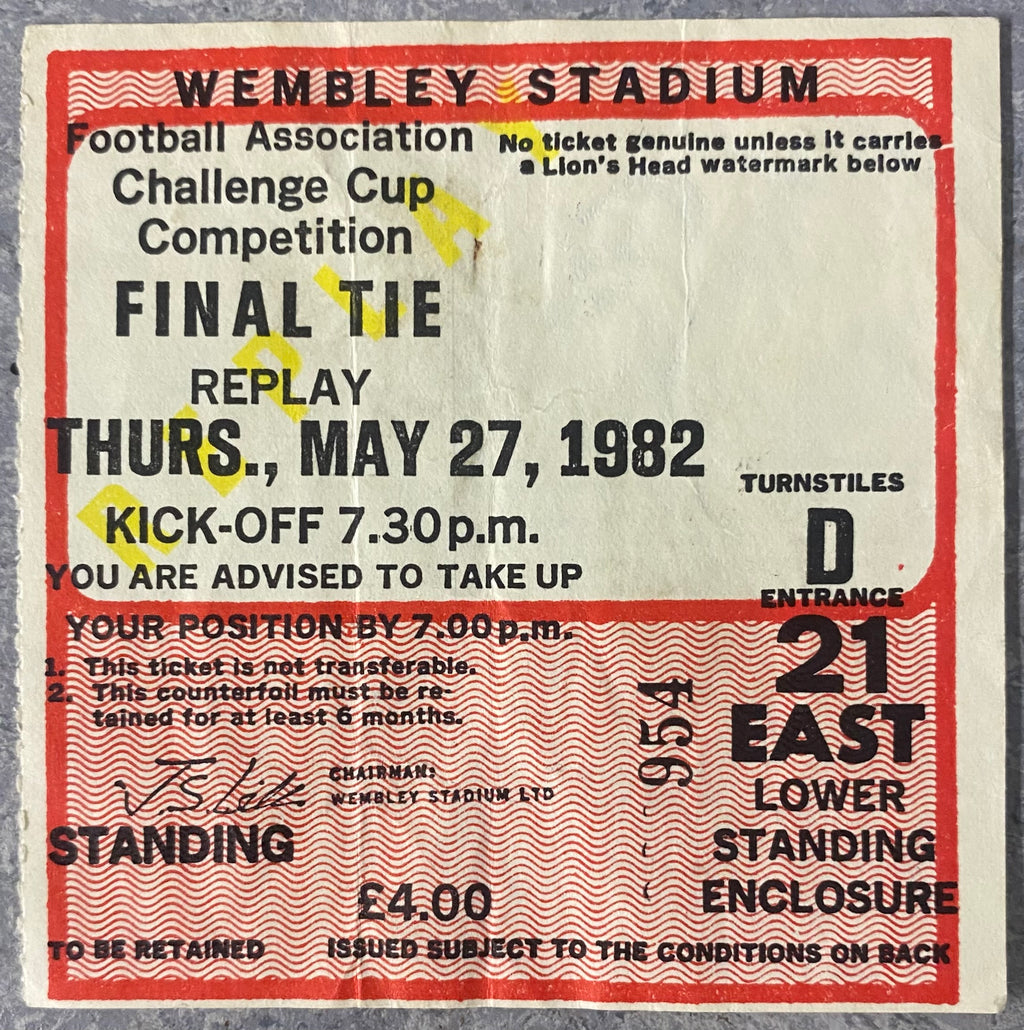 WEMBLEY STADIUM
Football Association
Challenge Cup
Competition
No ticket genuine unless it carries
a Lion's Head watermark below
FINAL TIE
REPLAY
REPLAY
THURS., MAY 27, 1982
KICK-OFF 7.30 p.m.
YOU ARE ADVISED TO TAKE UP
YOUR POSITION BY 7.00 p.m.
TURNSTILES
D
ENTRANCE
21
EAST
LOWER
STANDING
ENCLOSURE
1. This ticket is not transferable.
2. This counterfoil must be re-
tained for at least 6 months.
954
CHAIRMAN:
WEMBLEY STADIUM LTD
STANDING
£4.00
TO BE RETAINED
ISSUED SUBJECT TO THE CONDITIONS ON BACK